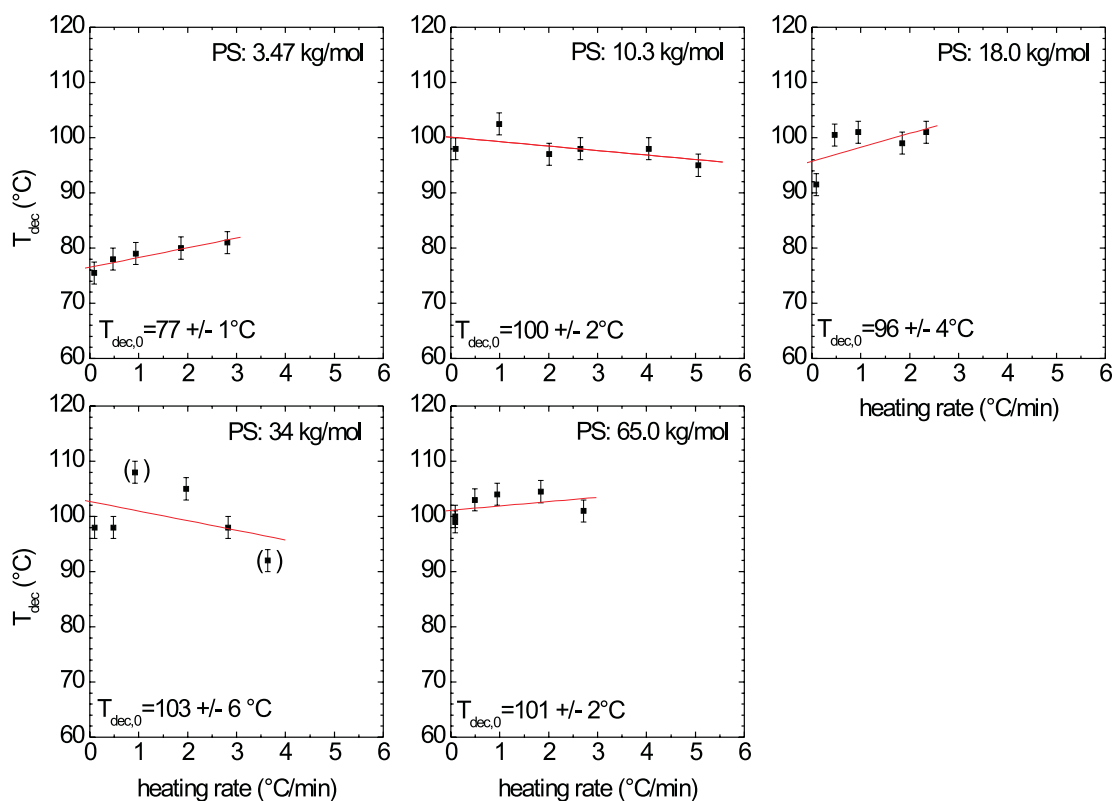 120
110
100
90
80
70
60
T_dec (°C)
PS: 3.47 kg/mol
T_dec,0=77 +/- 1°C
0 1 2 3 4 5 6
120
110
100
90
80
70
60
PS: 10.3 kg/mol
T_dec,0=100 +/- 2°C
0 1 2 3 4 5 6
120
110
100
90
80
70
60
PS: 18.0 kg/mol
T_dec,0=96 +/- 4°C
0 1 2 3 4 5 6
heating rate (°C/min)
120
110
100
90
80
70
60
T_dec (°C)
PS: 34 kg/mol
( )
( )
T_dec,0=103 +/- 6 °C
0 1 2 3 4 5 6
heating rate (°C/min)
120
110
100
90
80
70
60
PS: 65.0 kg/mol
T_dec,0=101 +/- 2°C
0 1 2 3 4 5 6
heating rate (°C/min)